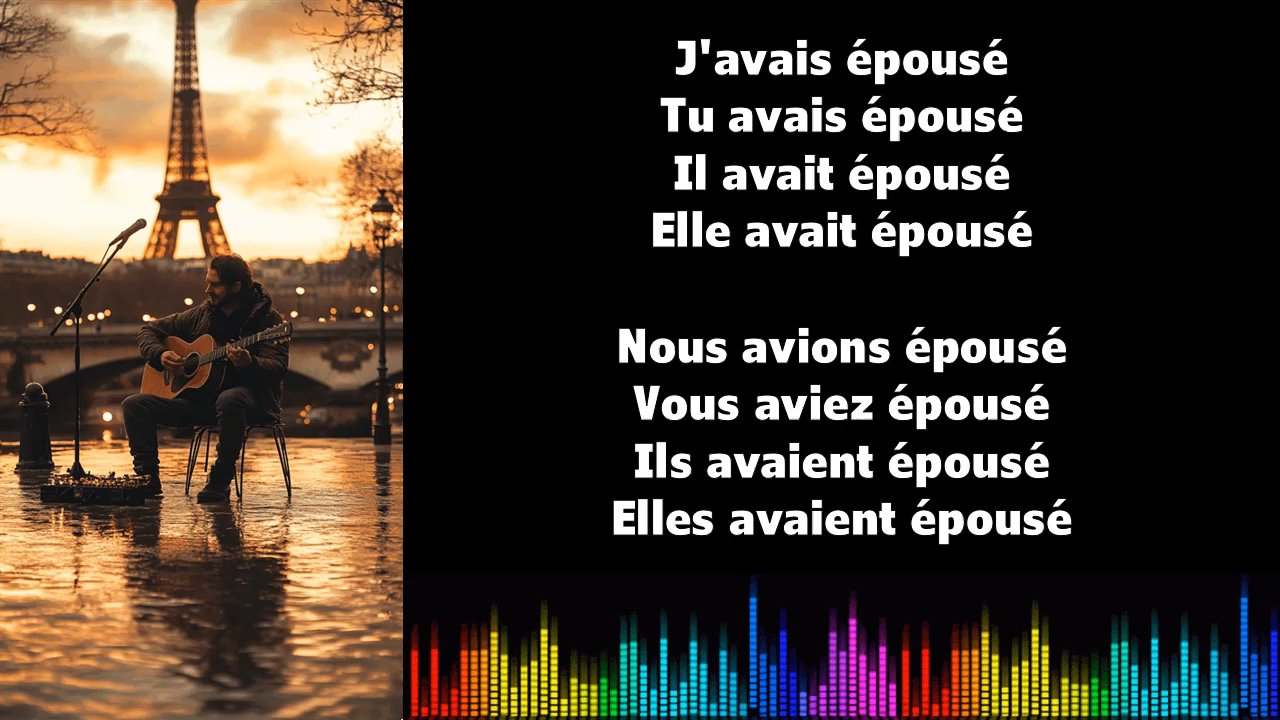 J'avais épousé
Tu avais épousé
Il avait épousé
Elle avait épousé
Nous avions épousé
Vous aviez épousé
Ils avaient épousé
Elles avaient épousé